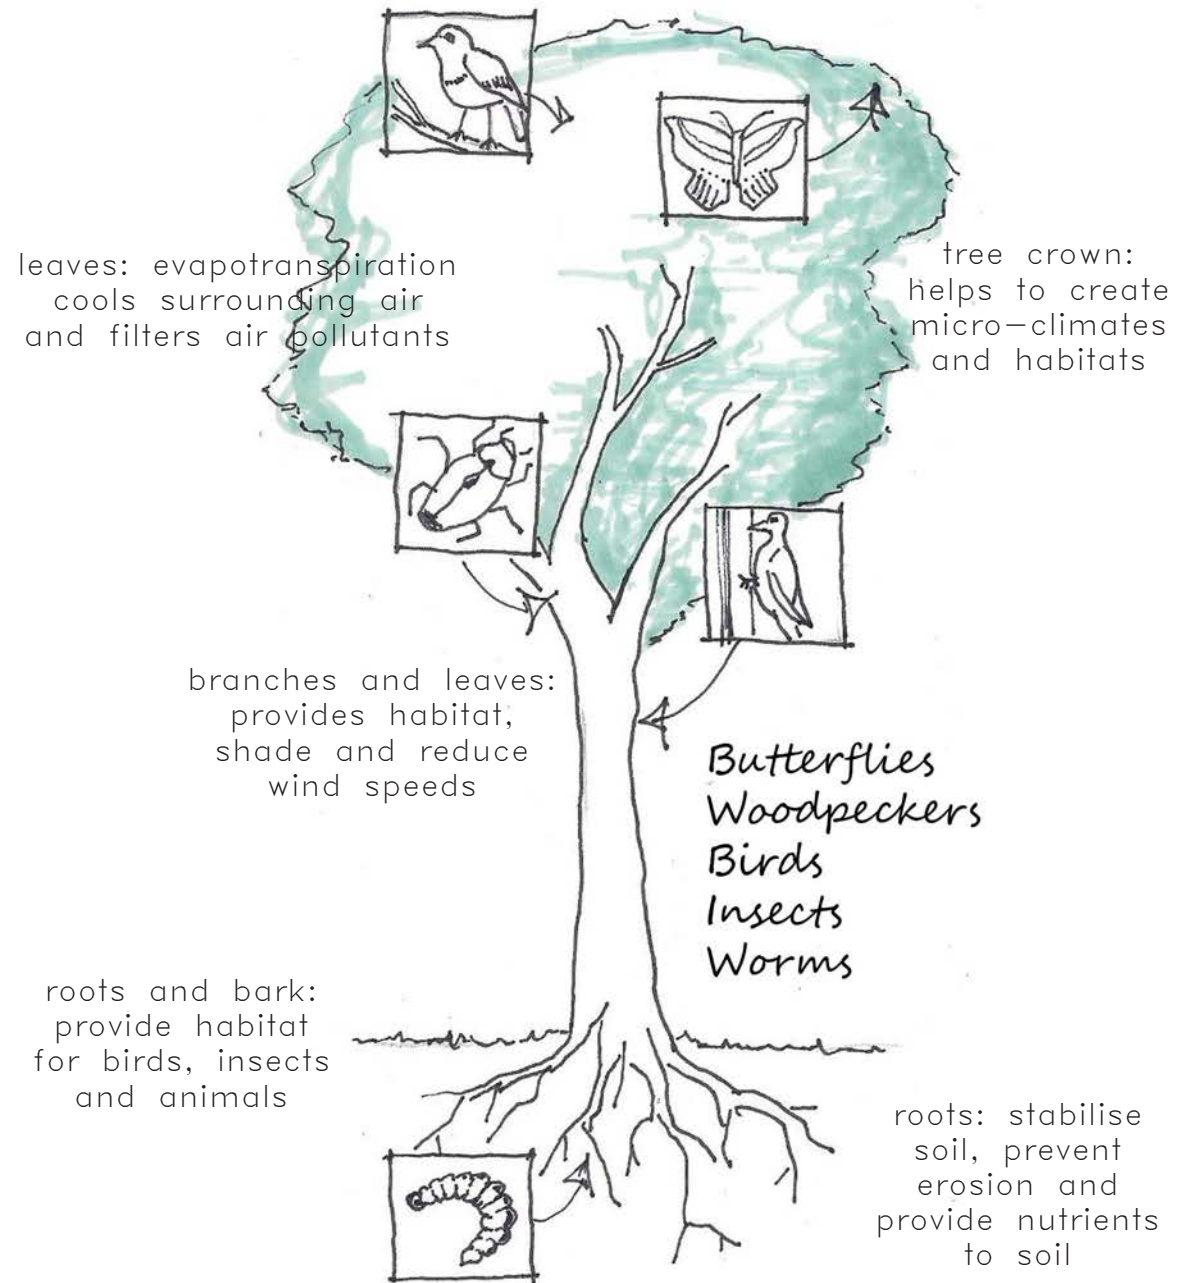 leaves: evapotranspiration
cools surrounding air
and filters air pollutants
tree crown:
helps to create
micro-climates
and habitats
branches and leaves:
provides habitat,
shade and reduce
wind speeds
Butterflies
Woodpeckers
Birds
Insects
Worms
roots and bark:
provide habitat
for birds, insects
and animals
roots: stabilise
soil, prevent
erosion and
provide nutrients
to soil